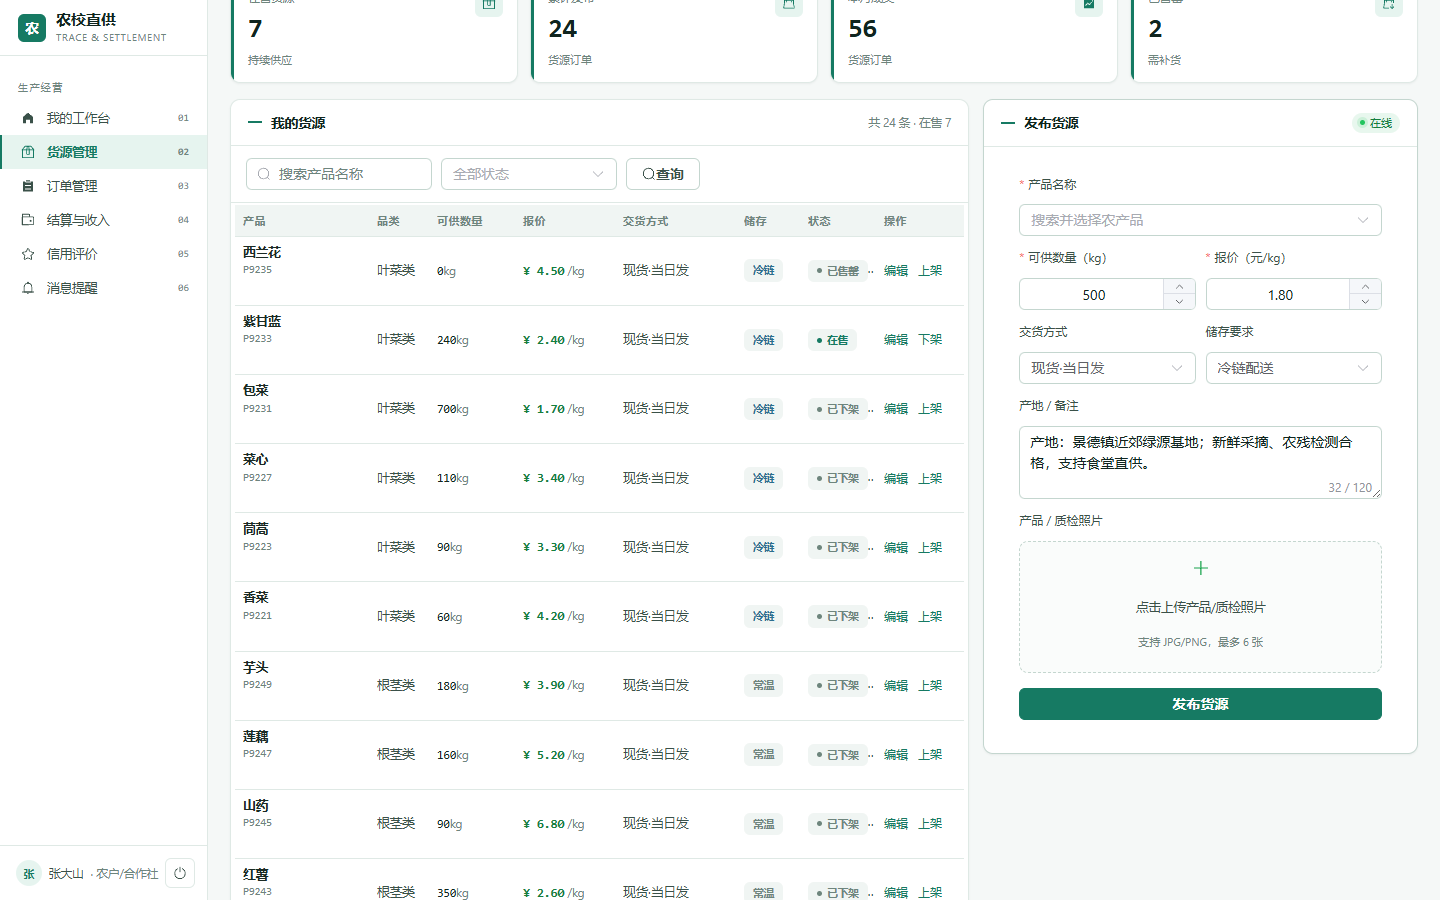 农校直供
TRACE & SETTLEMENT
生产经营
我的工作台 01
货源管理 02
订单管理 03
结算与收入 04
信用评价 05
消息提醒 06
张 张大山 · 农户/合作社
7
持续供应
24
货源订单
56
货源订单
2
需补货
我的货源 共 24 条 · 在售 7
搜索产品名称 全部状态 查询
产品 品类 可供数量 报价 交货方式 储存 状态 操作
西兰花
P9235
叶菜类 0kg ¥ 4.50/kg 现货·当日发 冷链 已售罄 .. 编辑 上架
紫甘蓝
P9233
叶菜类 240kg ¥ 2.40/kg 现货·当日发 冷链 在售 编辑 下架
包菜
P9231
叶菜类 700kg ¥ 1.70/kg 现货·当日发 冷链 已下架 .. 编辑 上架
菜心
P9227
叶菜类 110kg ¥ 3.40/kg 现货·当日发 冷链 已下架 .. 编辑 上架
茼蒿
P9223
叶菜类 90kg ¥ 3.30/kg 现货·当日发 冷链 已下架 .. 编辑 上架
香菜
P9221
叶菜类 60kg ¥ 4.20/kg 现货·当日发 冷链 已下架 .. 编辑 上架
芋头
P9249
根茎类 180kg ¥ 3.90/kg 现货·当日发 常温 已下架 .. 编辑 上架
莲藕
P9247
根茎类 160kg ¥ 5.20/kg 现货·当日发 常温 已下架 .. 编辑 上架
山药
P9245
根茎类 90kg ¥ 6.80/kg 现货·当日发 常温 已下架 .. 编辑 上架
红薯
P9243
根茎类 350kg ¥ 2.60/kg 现货·当日发 常温 已下架 .. 编辑 上架
发布货源 在线
* 产品名称
搜索并选择农产品
* 可供数量（kg） * 报价（元/kg）
500 1.80
交货方式 储存要求
现货·当日发 冷链配送
产地 / 备注
产地：景德镇近郊绿源基地；新鲜采摘、农残检测合
格，支持食堂直供。
32 / 120
产品 / 质检照片
点击上传产品/质检照片
支持 JPG/PNG，最多 6 张
发布货源